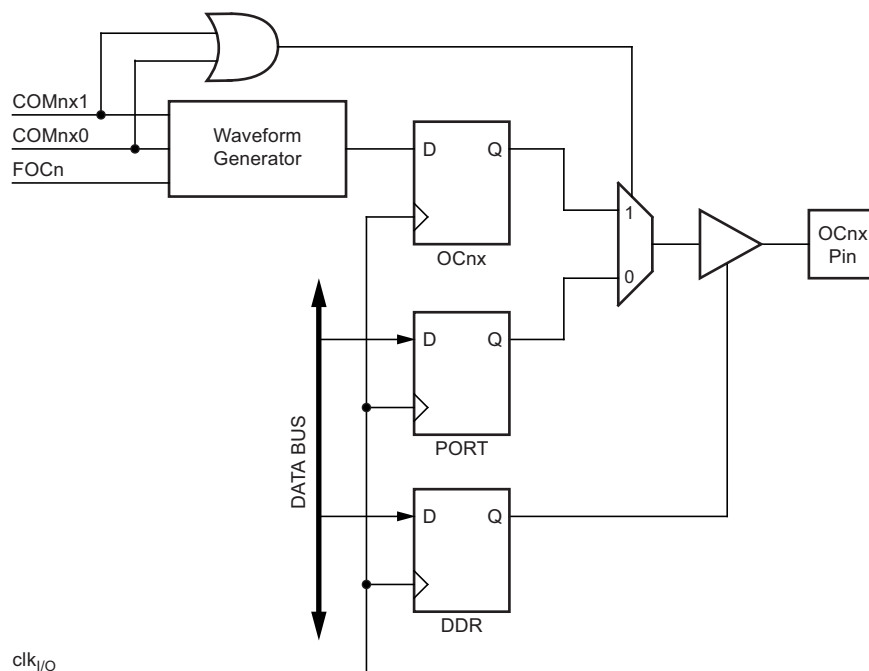 COMnx1
COMnx0
FOCn
Waveform
Generator
D
Q
OCnx
1
0
OCnx
Pin
D
Q
PORT
DATA BUS
D
Q
DDR
clkI/O